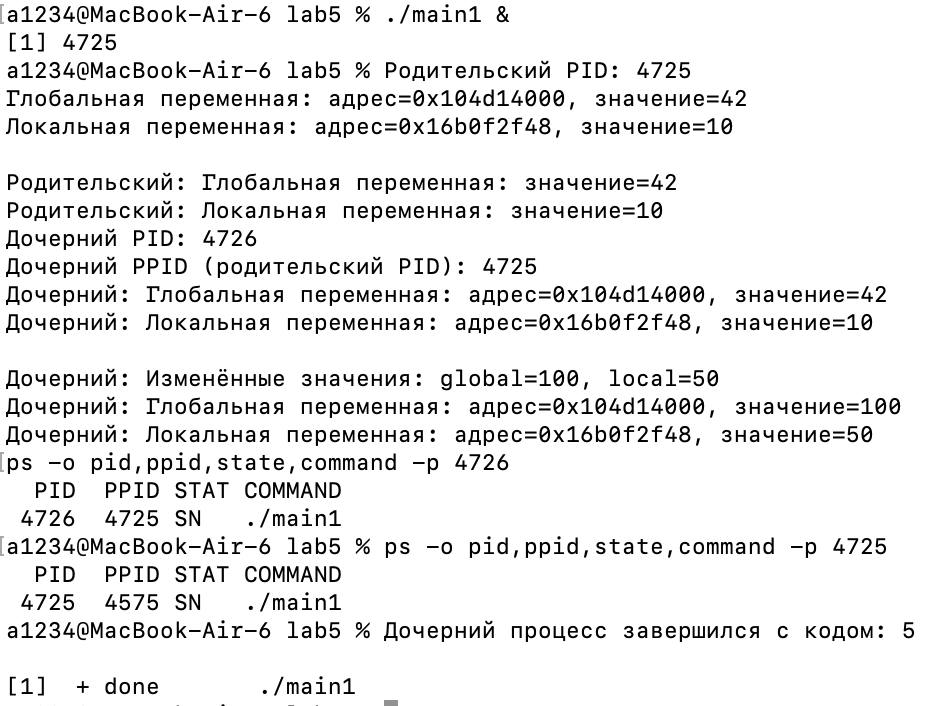 a1234@MacBook-Air-6 lab5 % ./main1 &
[1] 4725
a1234@MacBook-Air-6 lab5 % Родительский PID: 4725
Глобальная переменная: адрес=0x104d14000, значение=42
Локальная переменная: адрес=0x16b0f2f48, значение=10
Родительский: Глобальная переменная: значение=42
Родительский: Локальная переменная: значение=10
Дочерний PID: 4726
Дочерний PPID (родительский PID): 4725
Дочерний: Глобальная переменная: адрес=0x104d14000, значение=42
Дочерний: Локальная переменная: адрес=0x16b0f2f48, значение=10
Дочерний: Изменённые значения: global=100, local=50
Дочерний: Глобальная переменная: адрес=0x104d14000, значение=100
Дочерний: Локальная переменная: адрес=0x16b0f2f48, значение=50
ps -o pid,ppid,state,command -p 4726
PID PPID STAT COMMAND
4726 4725 SN ./main1
a1234@MacBook-Air-6 lab5 % ps -o pid,ppid,state,command -p 4725
PID PPID STAT COMMAND
4725 4575 SN ./main1
a1234@MacBook-Air-6 lab5 % Дочерний процесс завершился с кодом: 5
[1] + done ./main1